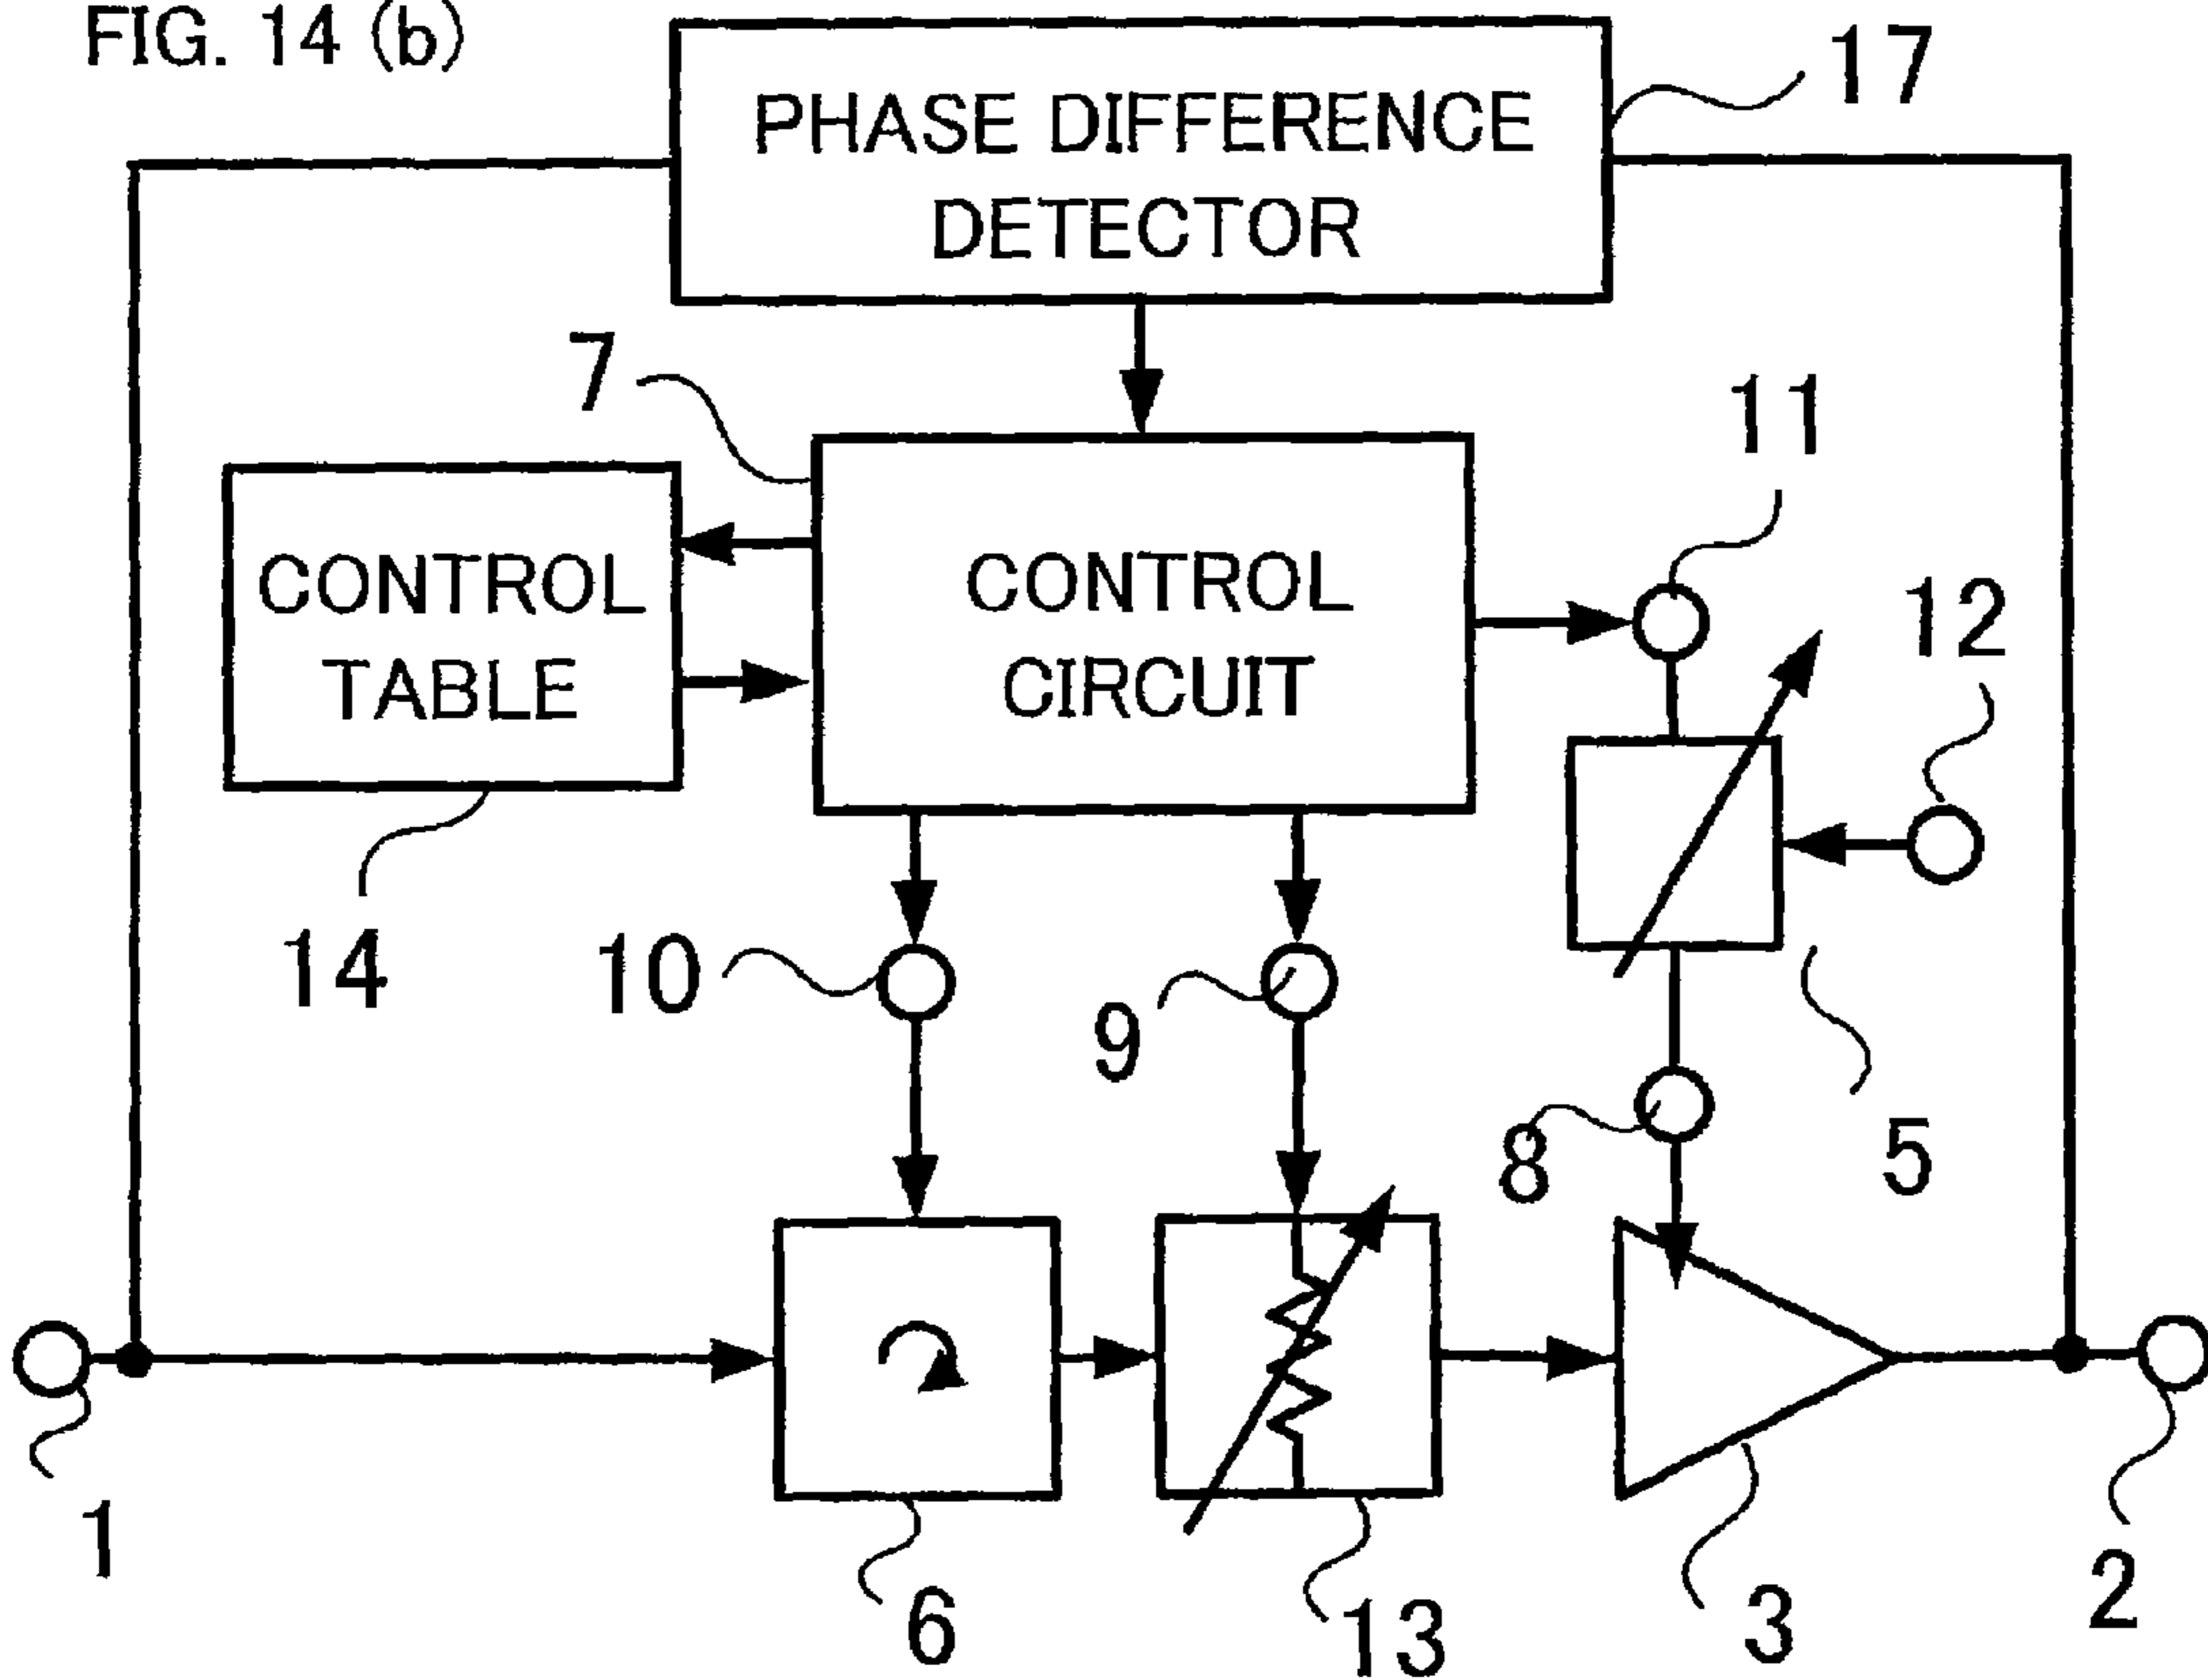 FIG. 14 (b)
PHASE DIFFERENCE
DETECTOR
17
7
11
CONTROL
TABLE
CONTROL
CIRCUIT
12
14
10
9
8
5
1
6
13
3
2